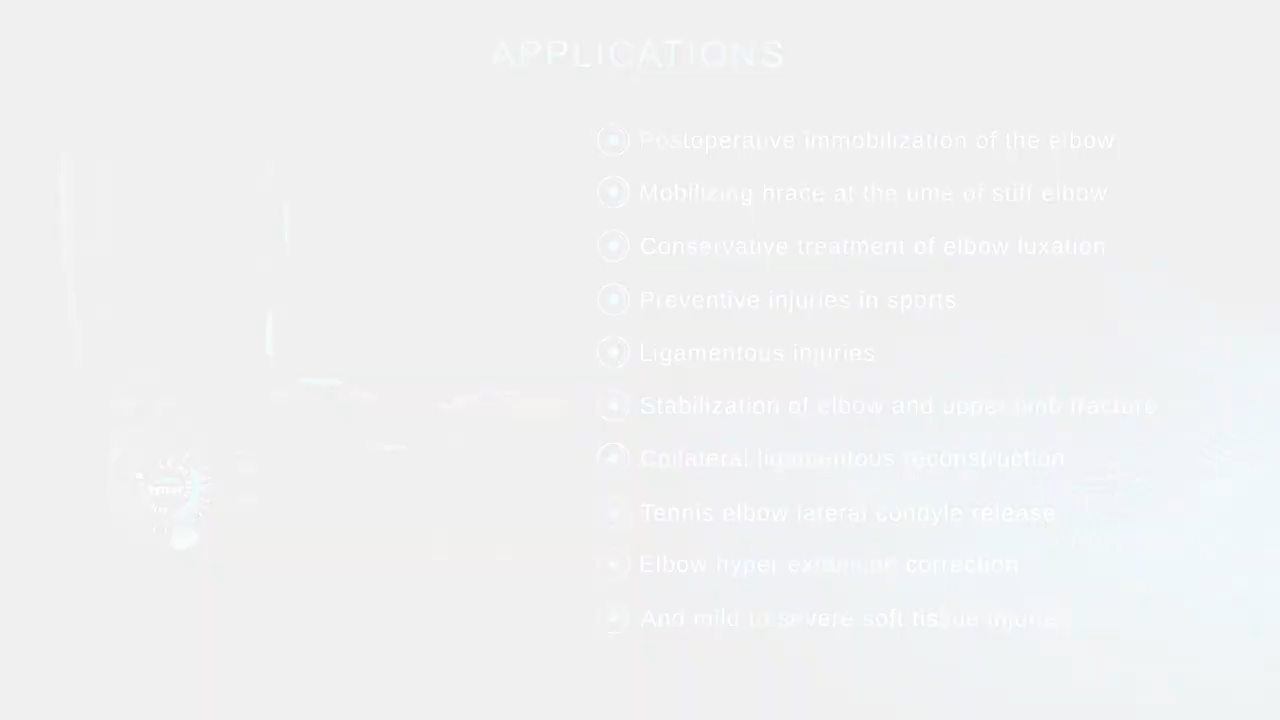 APPLICATIONS
Postoperative immobilization of the elbow
Mobilizing brace at the time of stiff elbow
Conservative treatment of elbow luxation
Preventive injuries in sports
Ligamentous injuries
Stabilization of elbow and upper limb fracture
Collateral ligamentous reconstruction
tynor
Tennis elbow lateral condyle release
Elbow hyper extension correction
And mild to severe soft tissue injuries